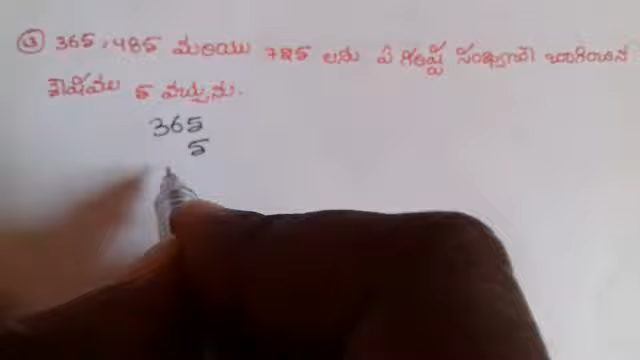 ③ 365, 485 మరియు 785 లను ఏ గరిష్ట సంఖ్యచే భాగించిన
శేషము 5 వచ్చును.
365
5